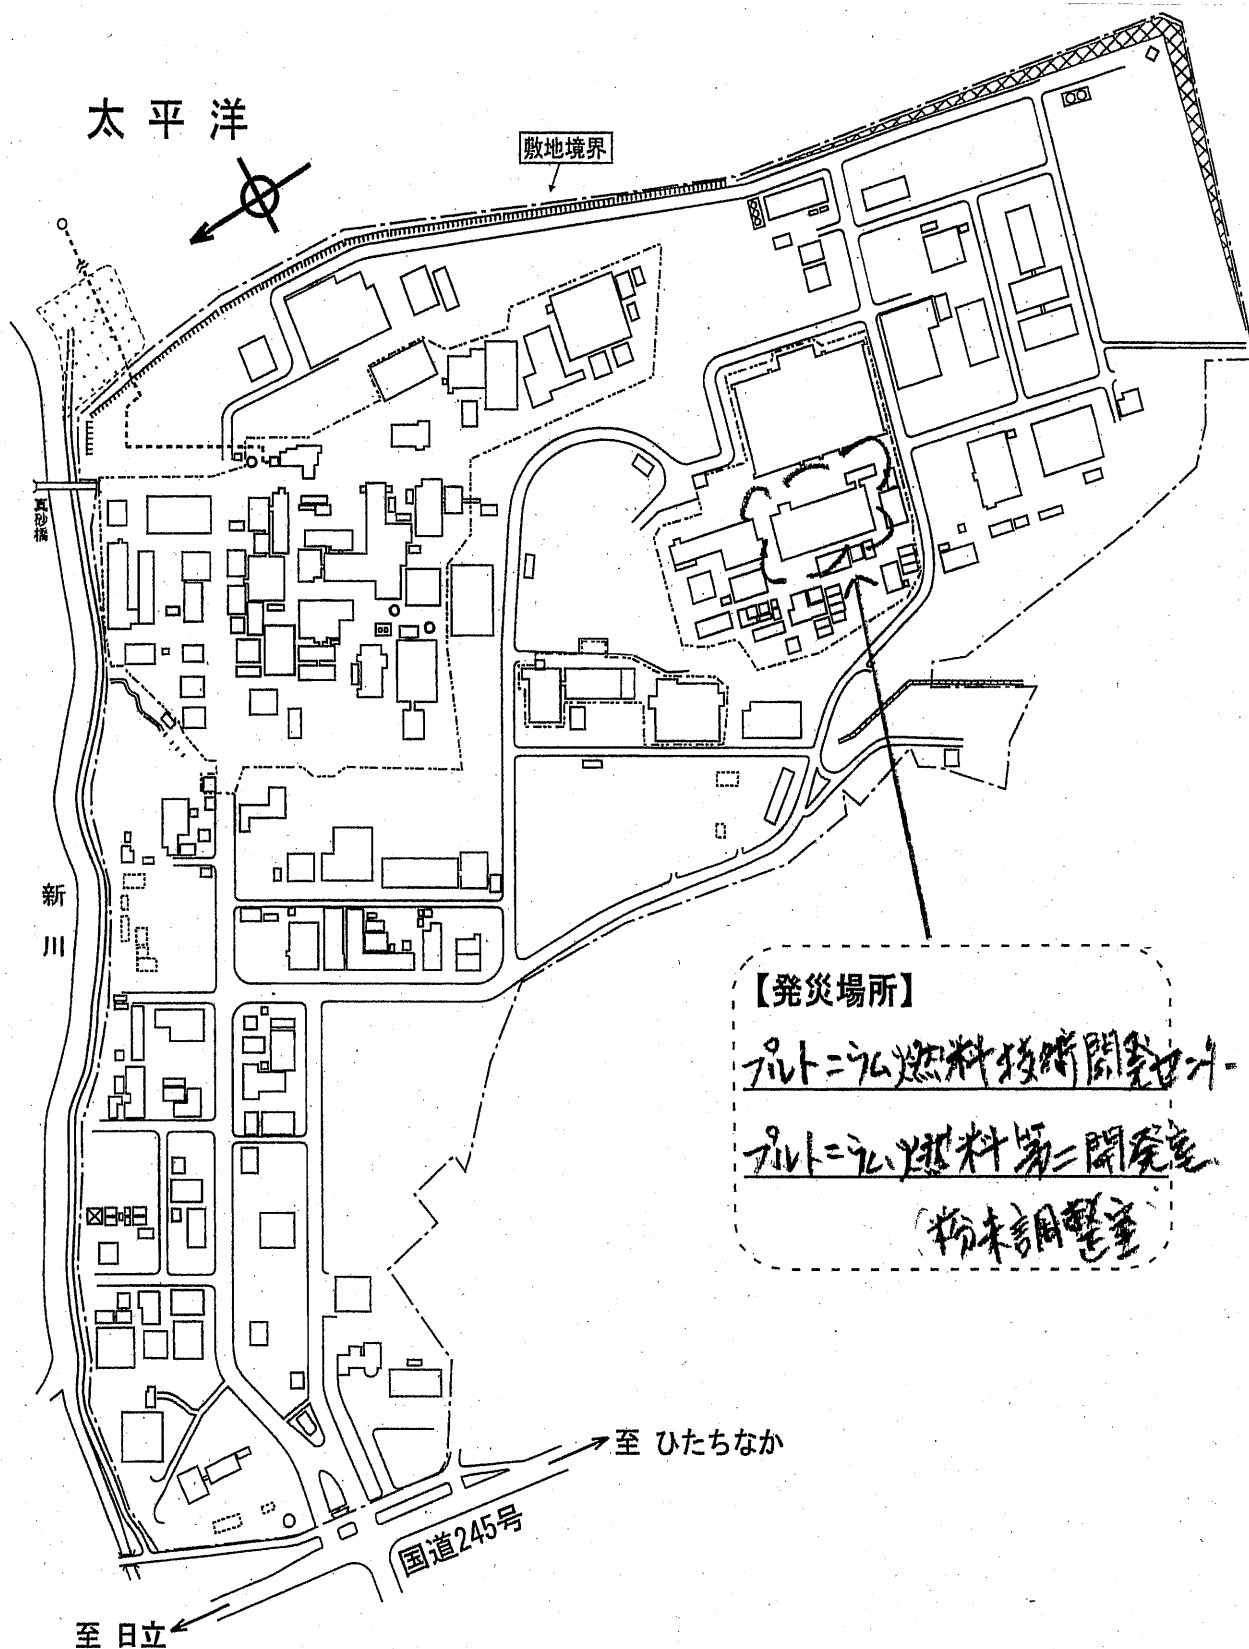 太平洋
敷地境界
真砂橋
新川
【発災場所】
プルトニウム燃料技術開発センター
プルトニウム燃料第二開発室
粉末調整室
至 ひたちなか
国道245号
至 日立